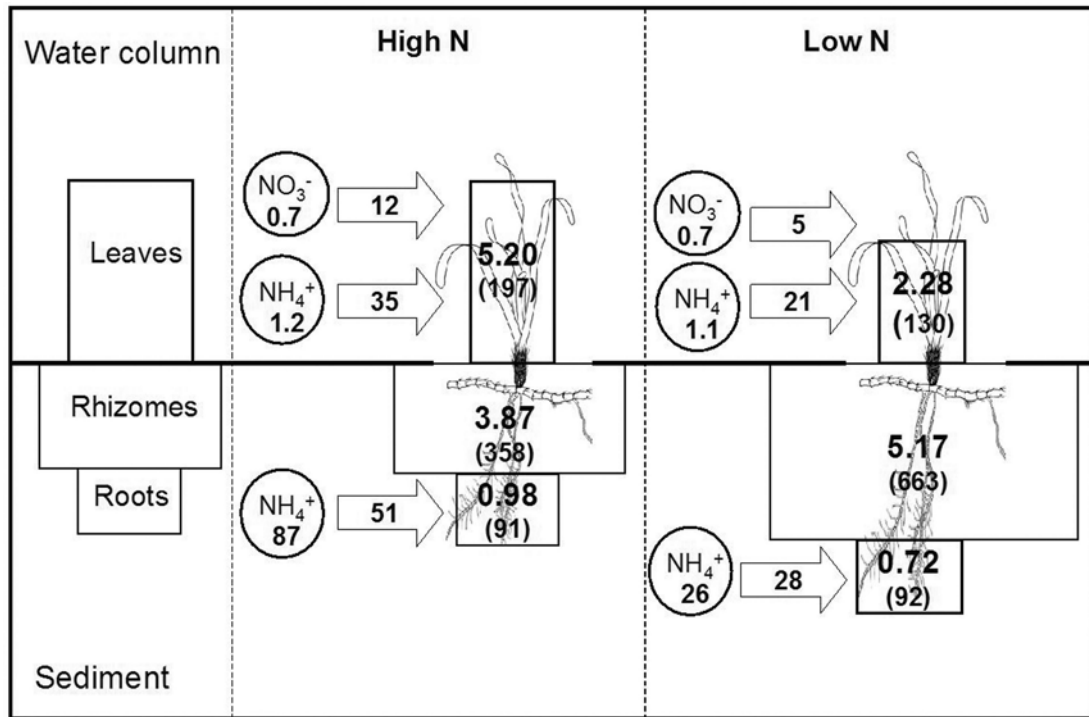 Water column
High N
Low N
Leaves
NO₃⁻
0.7
12
NH₄⁺
1.2
35
5.20
(197)
NO₃⁻
0.7
5
NH₄⁺
1.1
21
2.28
(130)
Rhizomes
Roots
3.87
(358)
NH₄⁺
87
51
0.98
(91)
5.17
(663)
NH₄⁺
26
28
0.72
(92)
Sediment